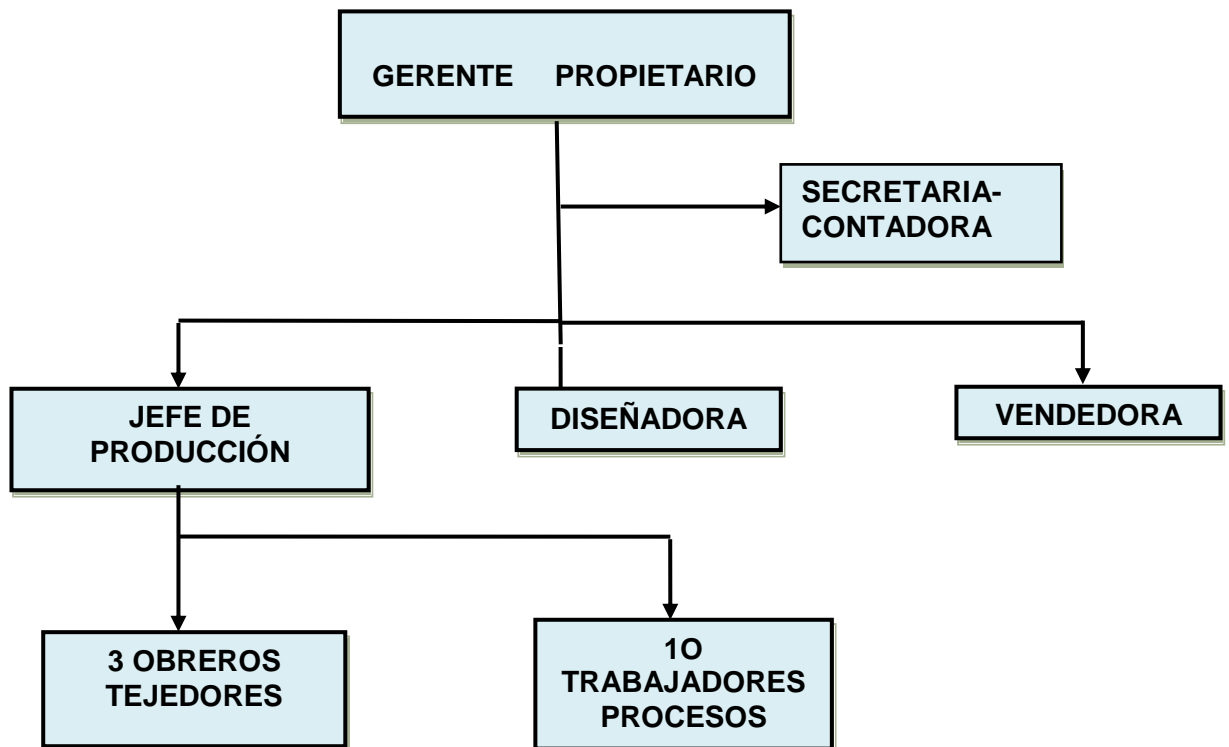 GERENTE PROPIETARIO
SECRETARIA-
CONTADORA
JEFE DE
PRODUCCIÓN
DISEÑADORA
VENDEDORA
3 OBREROS
TEJEDORES
1O
TRABAJADORES
PROCESOS